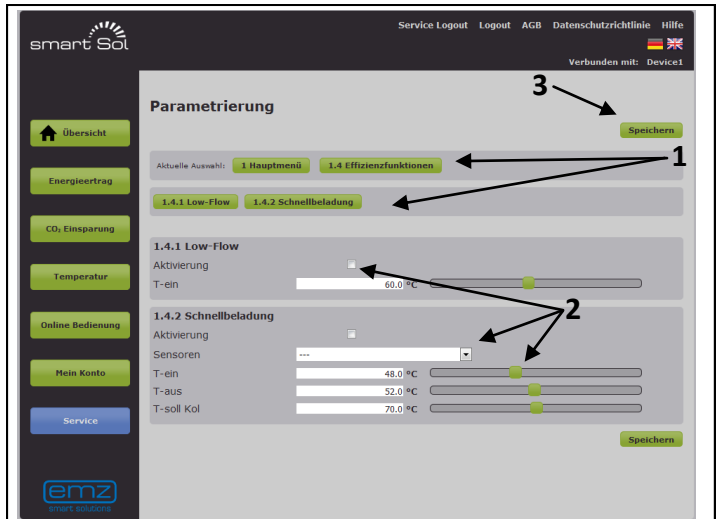 smart Sol
Service Logout Logout AGB Datenschutzrichtlinie Hilfe
Verbunden mit: Device1
3
Parametrierung
Speichern
Übersicht
1
Aktuelle Auswahl: 1 Hauptmenü 1.4 Effizienzfunktionen
Energieertrag
1.4.1 Low-Flow 1.4.2 Schnellbeladung
CO₂ Einsparung
1.4.1 Low-Flow
Aktivierung
Temperatur
T-ein 60.0 °C
2
1.4.2 Schnellbeladung
Online Bedienung
Aktivierung
Sensoren ---
Mein Konto
T-ein 48.0 °C
T-aus 52.0 °C
T-soll Kol 70.0 °C
Service
Speichern
emz
smart solutions